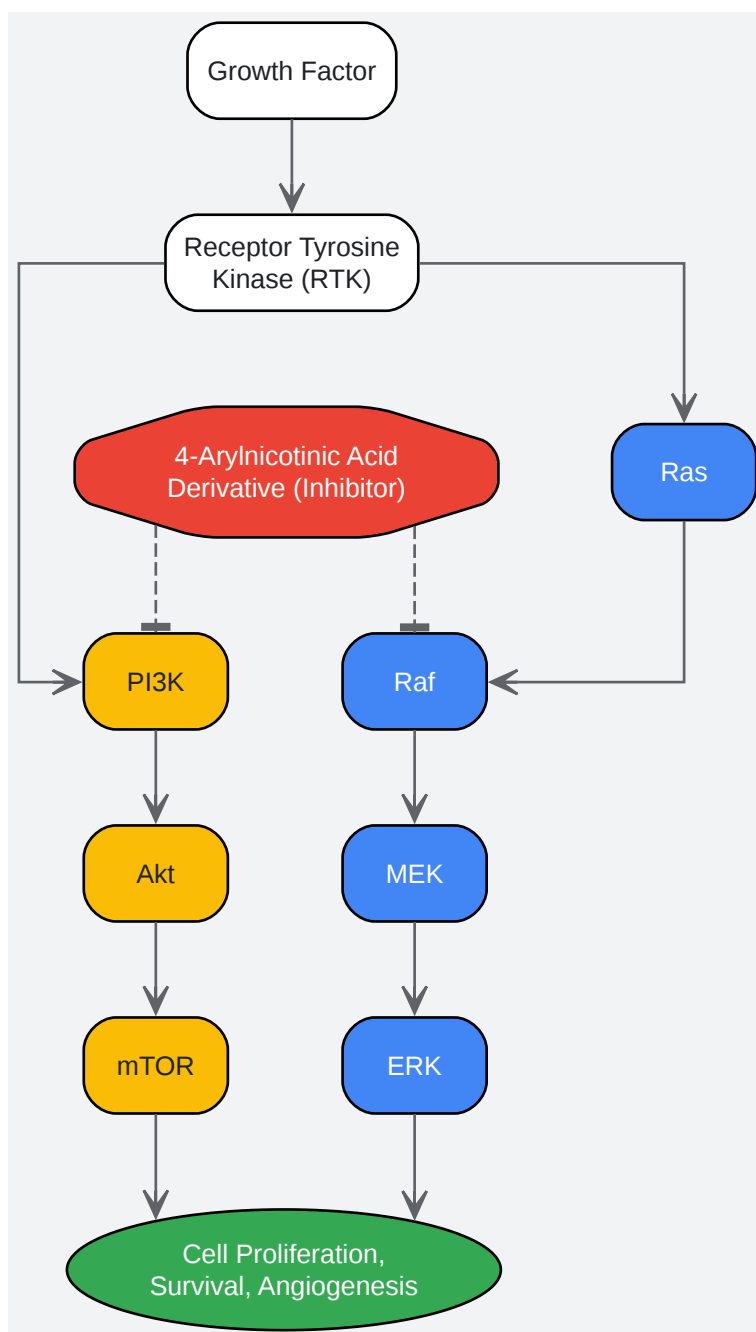 Growth Factor
Receptor Tyrosine
Kinase (RTK)
4-Arylnicotinic Acid
Derivative (Inhibitor)
Ras
PI3K
Raf
Akt
MEK
mTOR
ERK
Cell Proliferation,
Survival, Angiogenesis